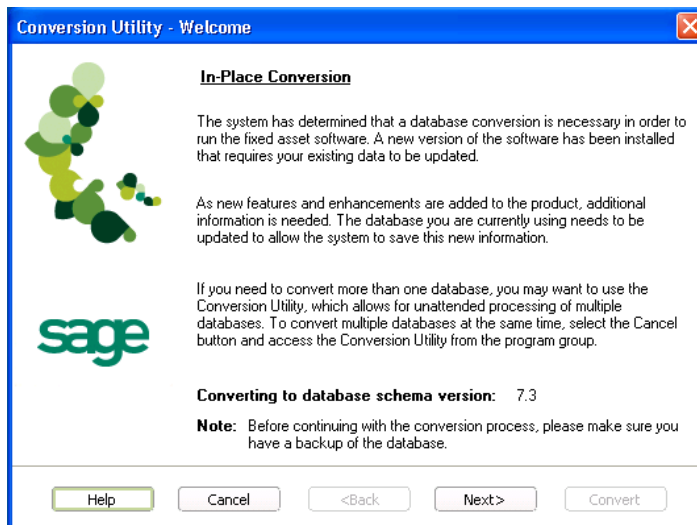 Conversion Utility - Welcome
In-Place Conversion
The system has determined that a database conversion is necessary in order to
run the fixed asset software. A new version of the software has been installed
that requires your existing data to be updated.
As new features and enhancements are added to the product, additional
information is needed. The database you are currently using needs to be
updated to allow the system to save this new information.
If you need to convert more than one database, you may want to use the
Conversion Utility, which allows for unattended processing of multiple
databases. To convert multiple databases at the same time, select the Cancel
button and access the Conversion Utility from the program group.
sage
Converting to database schema version: 7.3
Note: Before continuing with the conversion process, please make sure you
have a backup of the database.
Help Cancel <Back Next> Convert